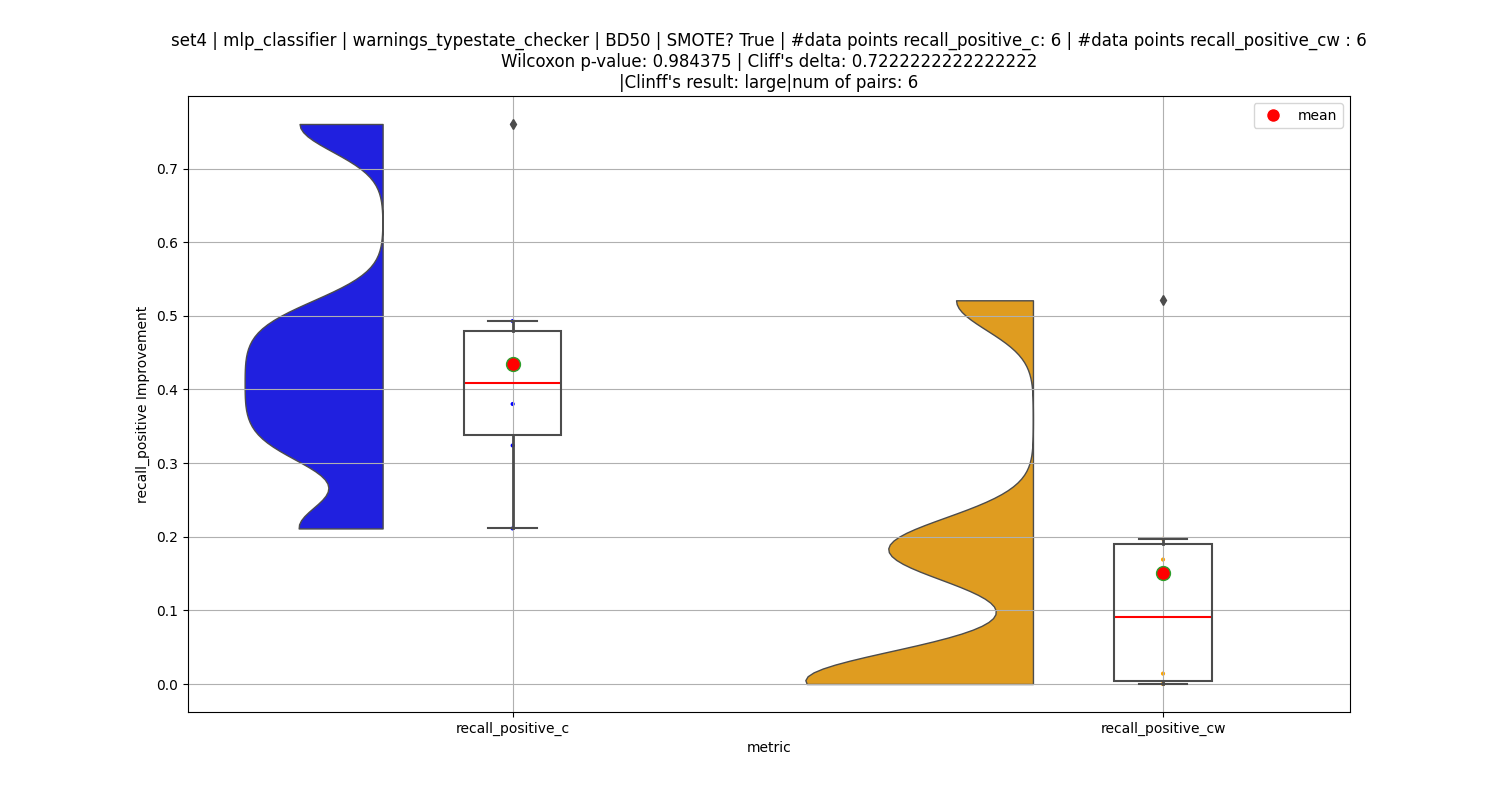 set4 | mlp_classifier | warnings_typestate_checker | BD50 | SMOTE? True | #data points recall_positive_c: 6 | #data points recall_positive_cw : 6
Wilcoxon p-value: 0.984375 | Cliff's delta: 0.7222222222222222
|Clinff's result: large|num of pairs: 6
mean
0.7
0.6
0.5
0.4
0.3
0.2
0.1
0.0
recall_positive Improvement
recall_positive_c
recall_positive_cw
metric